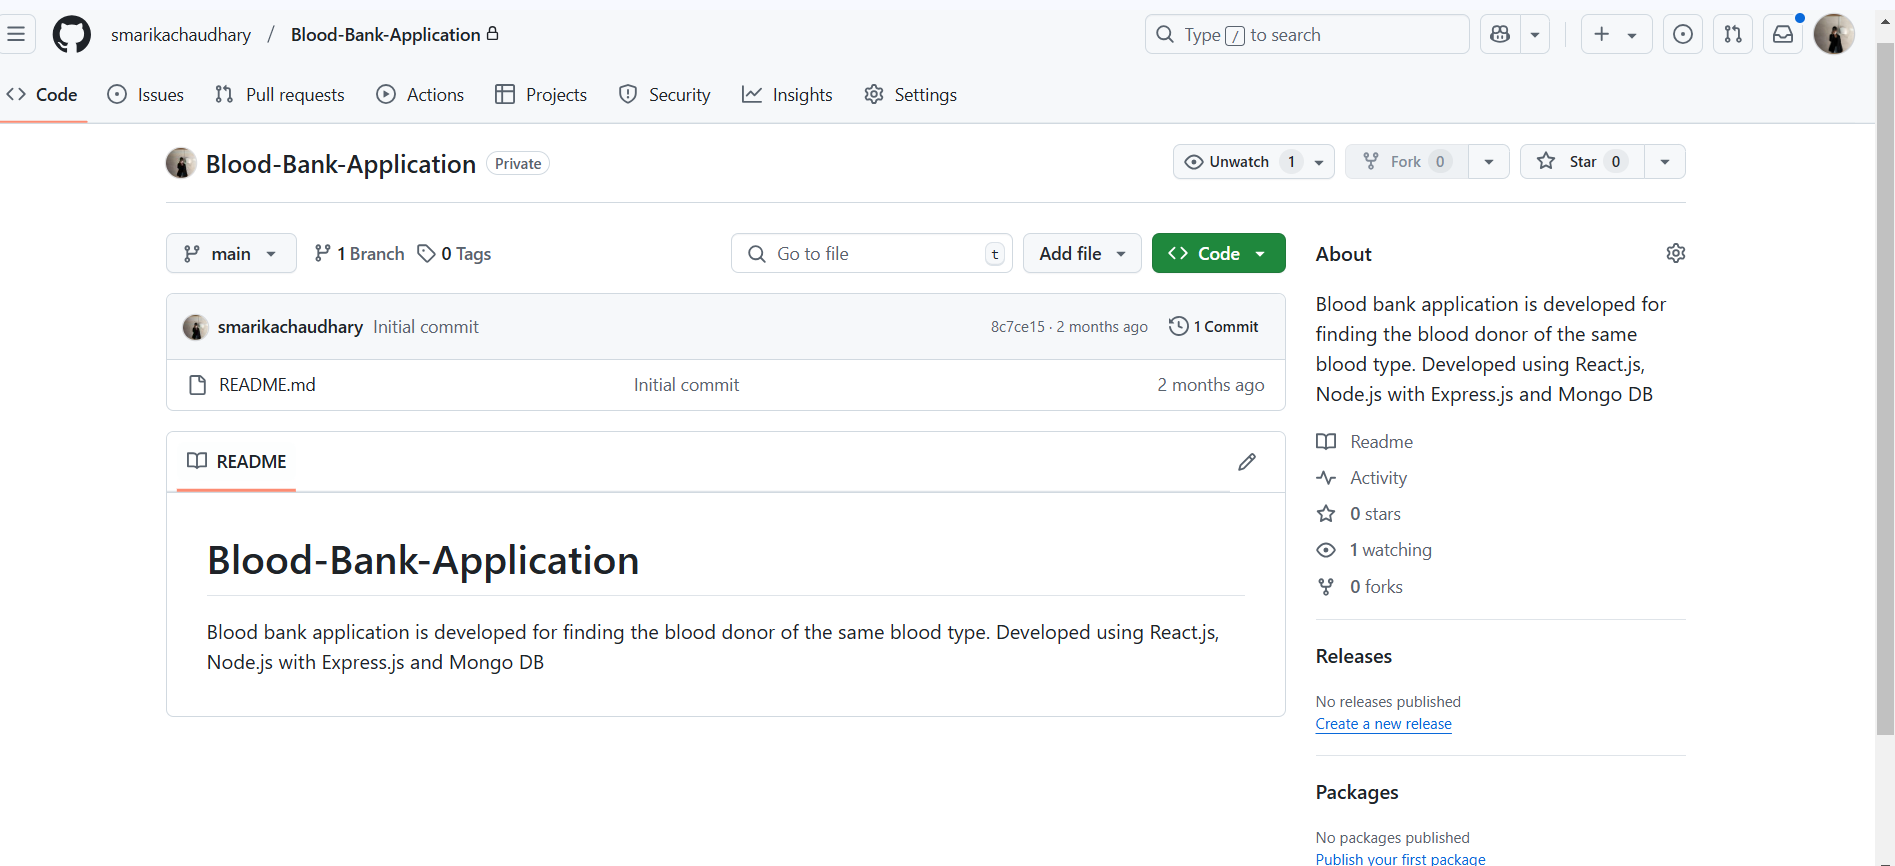 smarikachaudhary / Blood-Bank-Application
Type / to search
Code Issues Pull requests Actions Projects Security Insights Settings
Blood-Bank-Application Private
Unwatch 1 Fork 0 Star 0
main 1 Branch 0 Tags Go to file t Add file Code
smarikachaudhary Initial commit 8c7ce15 · 2 months ago 1 Commit
README.md Initial commit 2 months ago
README
Blood-Bank-Application
Blood bank application is developed for finding the blood donor of the same blood type. Developed using React.js,
Node.js with Express.js and Mongo DB
About
Blood bank application is developed for
finding the blood donor of the same
blood type. Developed using React.js,
Node.js with Express.js and Mongo DB
Readme
Activity
0 stars
1 watching
0 forks
Releases
No releases published
Create a new release
Packages
No packages published
Publish your first package